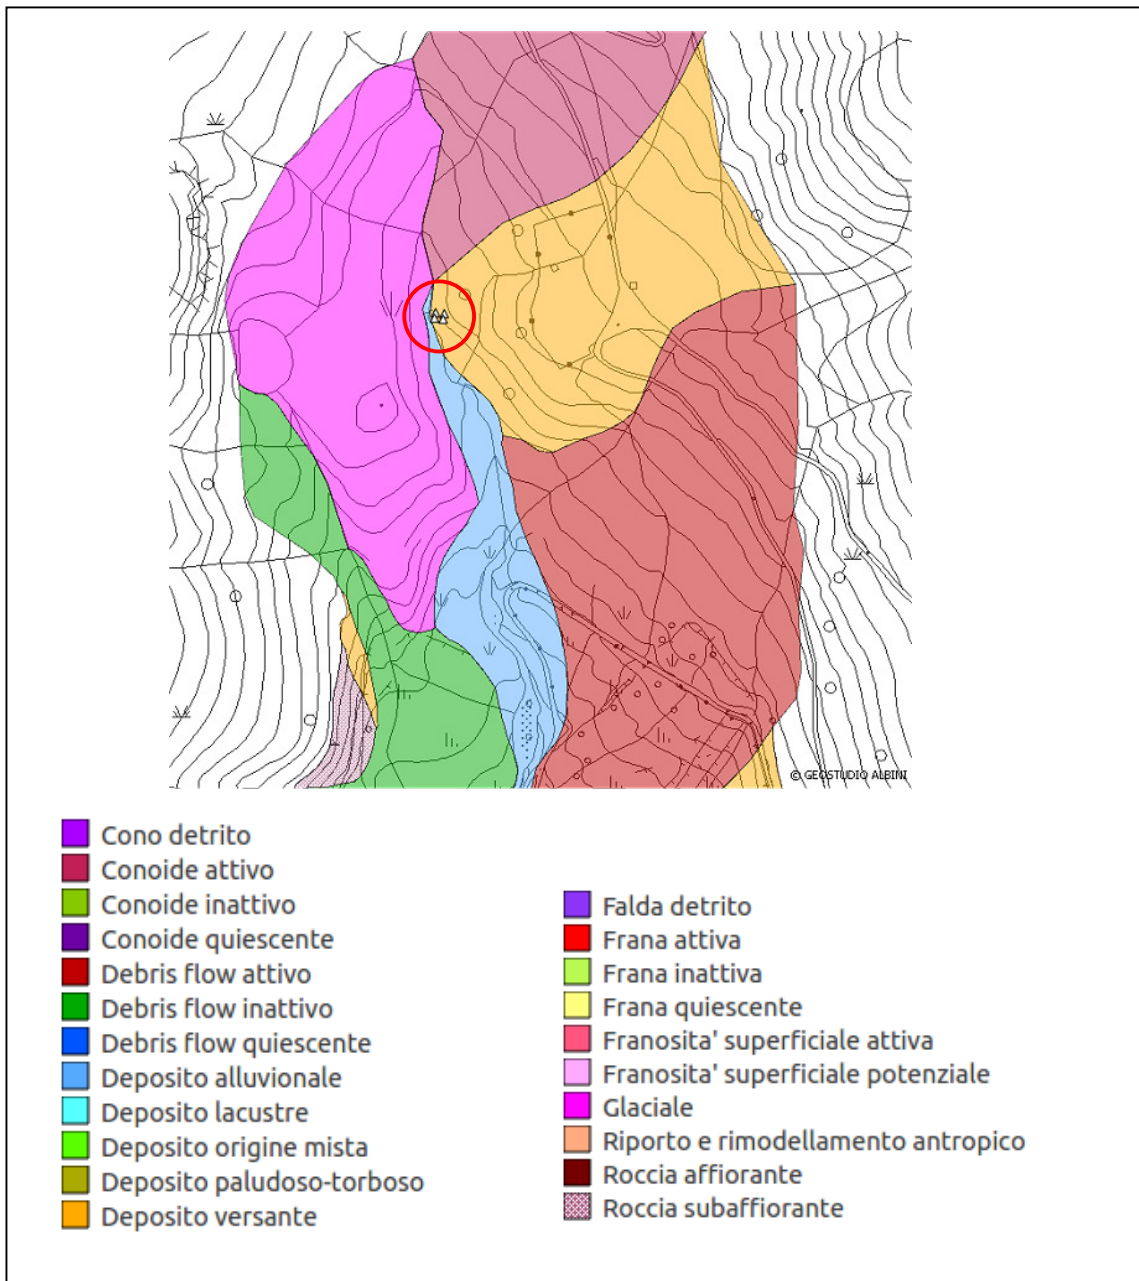 © GEOSTUDIO ALBINI
Cono detrito
Conoide attivo
Conoide inattivo
Conoide quiescente
Debris flow attivo
Debris flow inattivo
Debris flow quiescente
Deposito alluvionale
Deposito lacustre
Deposito origine mista
Deposito paludoso-torboso
Deposito versante
Falda detrito
Frana attiva
Frana inattiva
Frana quiescente
Franosita' superficiale attiva
Franosita' superficiale potenziale
Glaciale
Riporto e rimodellamento antropico
Roccia affiorante
Roccia subaffiorante